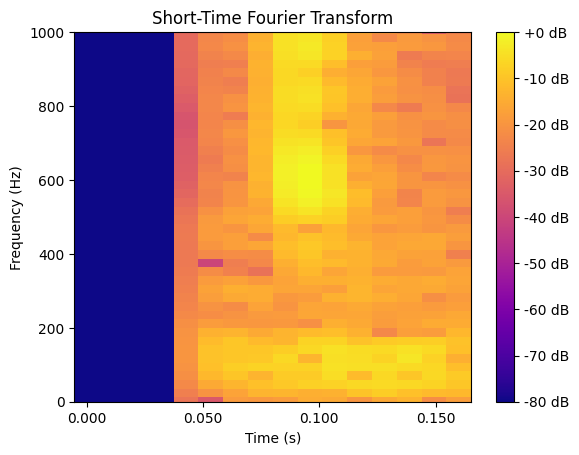 Short-Time Fourier Transform
1000
800
600
400
200
0
Frequency (Hz)
0.000
0.050
0.100
0.150
Time (s)
+0 dB
-10 dB
-20 dB
-30 dB
-40 dB
-50 dB
-60 dB
-70 dB
-80 dB